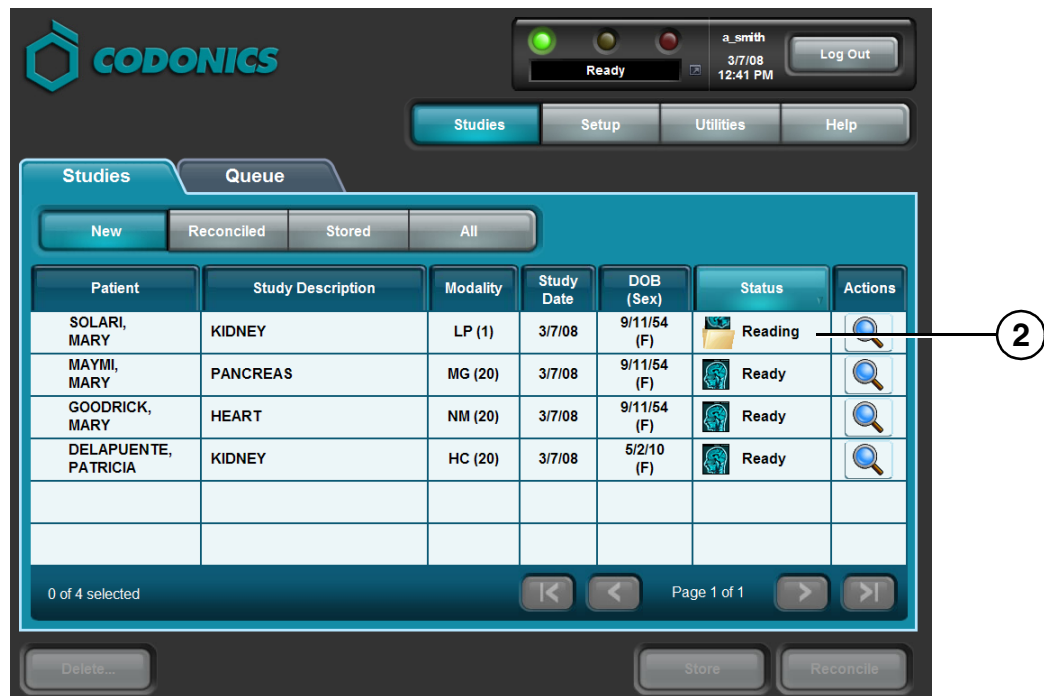 CODONICS
Ready
a_smith
3/7/08
12:41 PM
Log Out
Studies Setup Utilities Help
Studies Queue
New Reconciled Stored All
Patient Study Description Modality Study Date DOB (Sex) Status Actions
SOLARI, MARY KIDNEY LP (1) 3/7/08 9/11/54 (F) Reading
2
MAYMI, MARY PANCREAS MG (20) 3/7/08 9/11/54 (F) Ready
GOODRICK, MARY HEART NM (20) 3/7/08 9/11/54 (F) Ready
DELAPUENTE, PATRICIA KIDNEY HC (20) 3/7/08 5/2/10 (F) Ready
0 of 4 selected Page 1 of 1
Delete... Store Reconcile